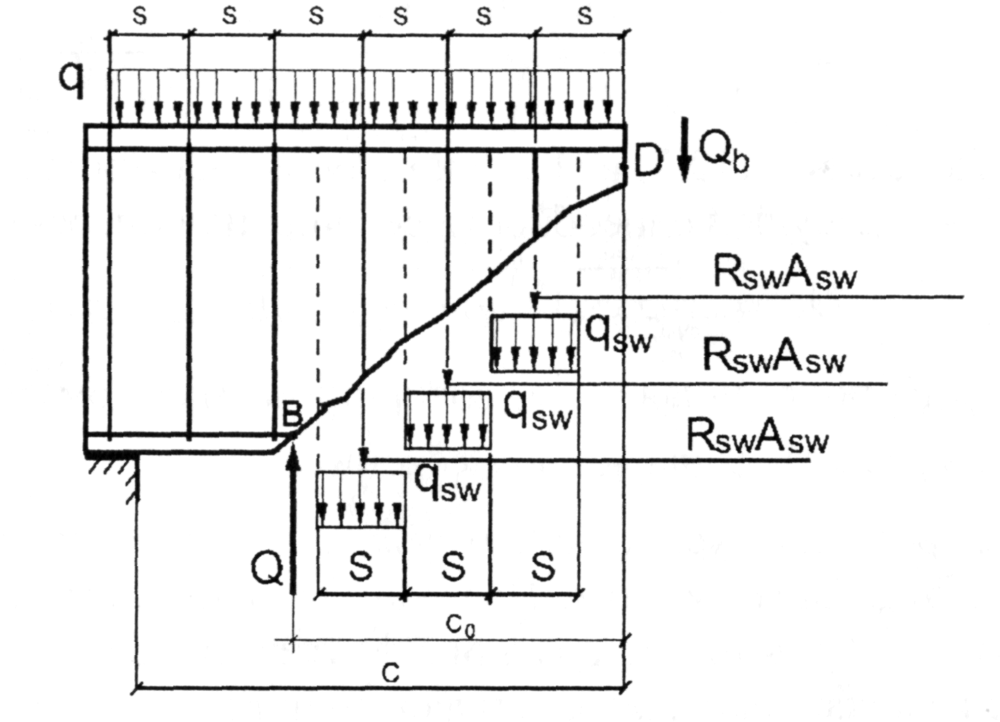 S S S S S S
q
D
Q_b
R_sw A_sw
q_sw
R_sw A_sw
q_sw
B
R_sw A_sw
q_sw
Q
S S S
c_0
c